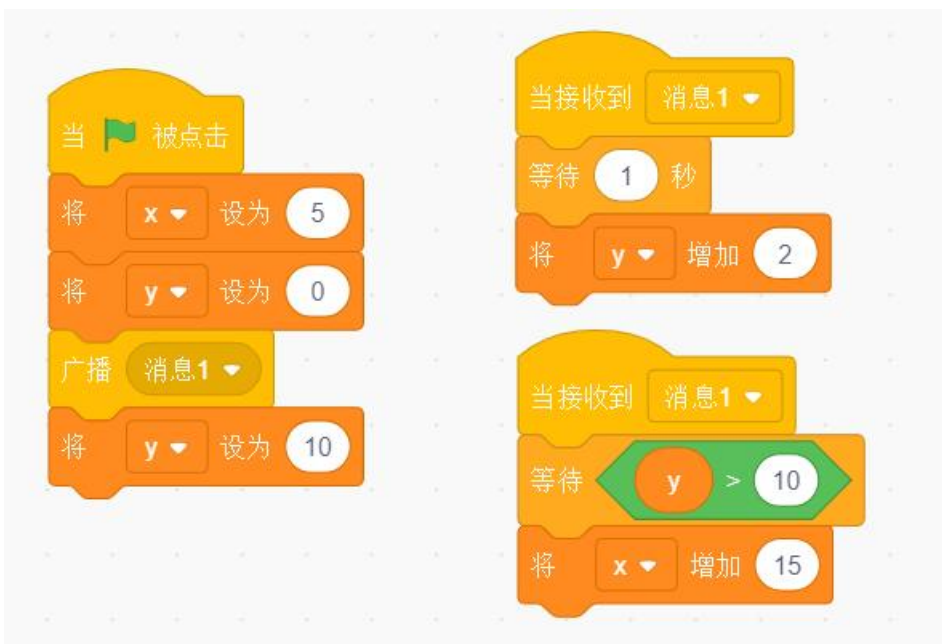 当 被点击
将 x 设为 5
将 y 设为 0
广播 消息1
将 y 设为 10
当接收到 消息1
等待 1 秒
将 y 增加 2
当接收到 消息1
等待 y > 10
将 x 增加 15